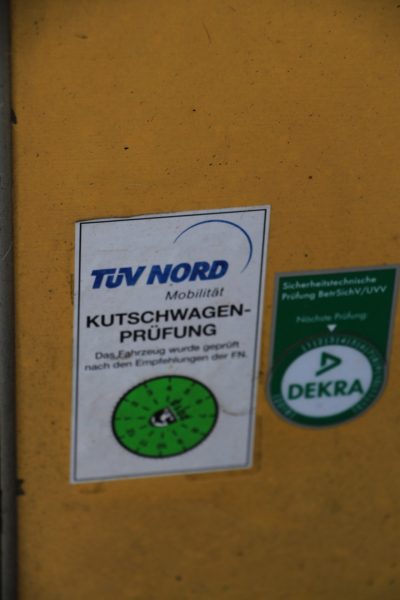 TÜV NORD
Mobilität
KUTSCHWAGEN-
PRÜFUNG
Das Fahrzeug wurde geprüft
nach den Empfehlungen der FN.
Sicherheitstechnische
Prüfung BetrSichV/UVV
Nächste Prüfung:
DEKRA